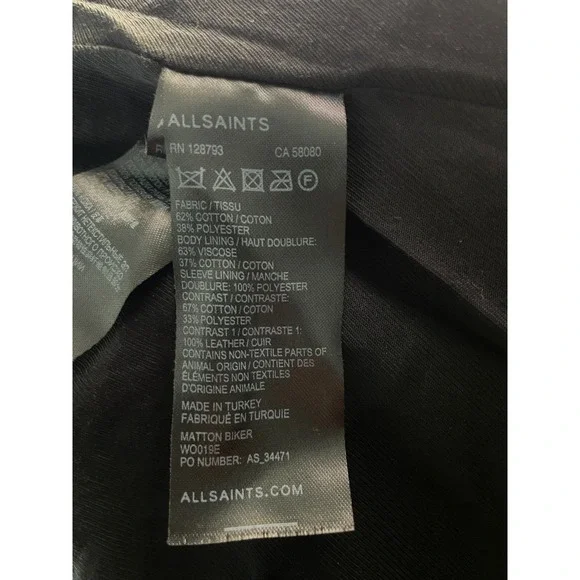 ALLSAINTS
RN 128793 CA 58080
F
FABRIC / TISSU
62% COTTON / COTON
38% POLYESTER
BODY LINING / HAUT DOUBLURE:
63% VISCOSE
37% COTTON / COTON
SLEEVE LINING / MANCHE
DOUBLURE: 100% POLYESTER
CONTRAST / CONTRASTE:
67% COTTON / COTON
33% POLYESTER
CONTRAST 1 / CONTRASTE 1:
100% LEATHER / CUIR
CONTAINS NON-TEXTILE PARTS OF
ANIMAL ORIGIN / CONTIENT DES
ÉLÉMENTS NON TEXTILES
D'ORIGINE ANIMALE
MADE IN TURKEY
FABRIQUÉ EN TURQUIE
MATTON BIKER
WO019E
PO NUMBER: AS_34471
ALLSAINTS.COM